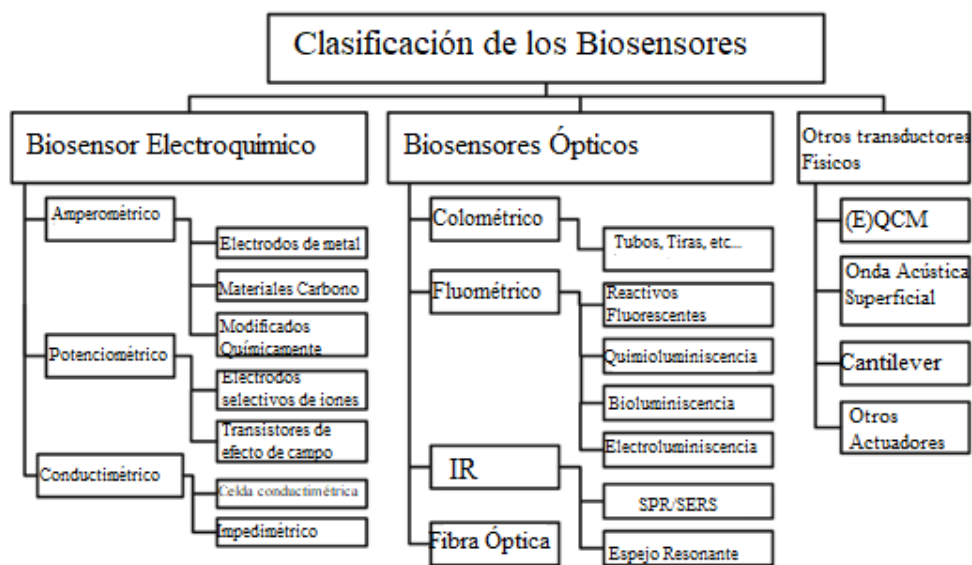 Clasificación de los Biosensores
Biosensor Electroquímico
Amperométrico
Electrodos de metal
Materiales Carbono
Modificados
Químicamente
Potenciométrico
Electrodos
selectivos de iones
Transistores de
efecto de campo
Conductimétrico
Celda conductimétrica
Impedimétrico
Biosensores Ópticos
Colométrico
Tubos, Tiras, etc...
Fluométrico
Reactivos
Fluorescentes
Quimioluminiscencia
Bioluminiscencia
Electroluminiscencia
IR
SPR/SERS
Espejo Resonante
Fibra Óptica
Otros transductores
Físicos
(E)QCM
Onda Acústica
Superficial
Cantilever
Otros
Actuadores